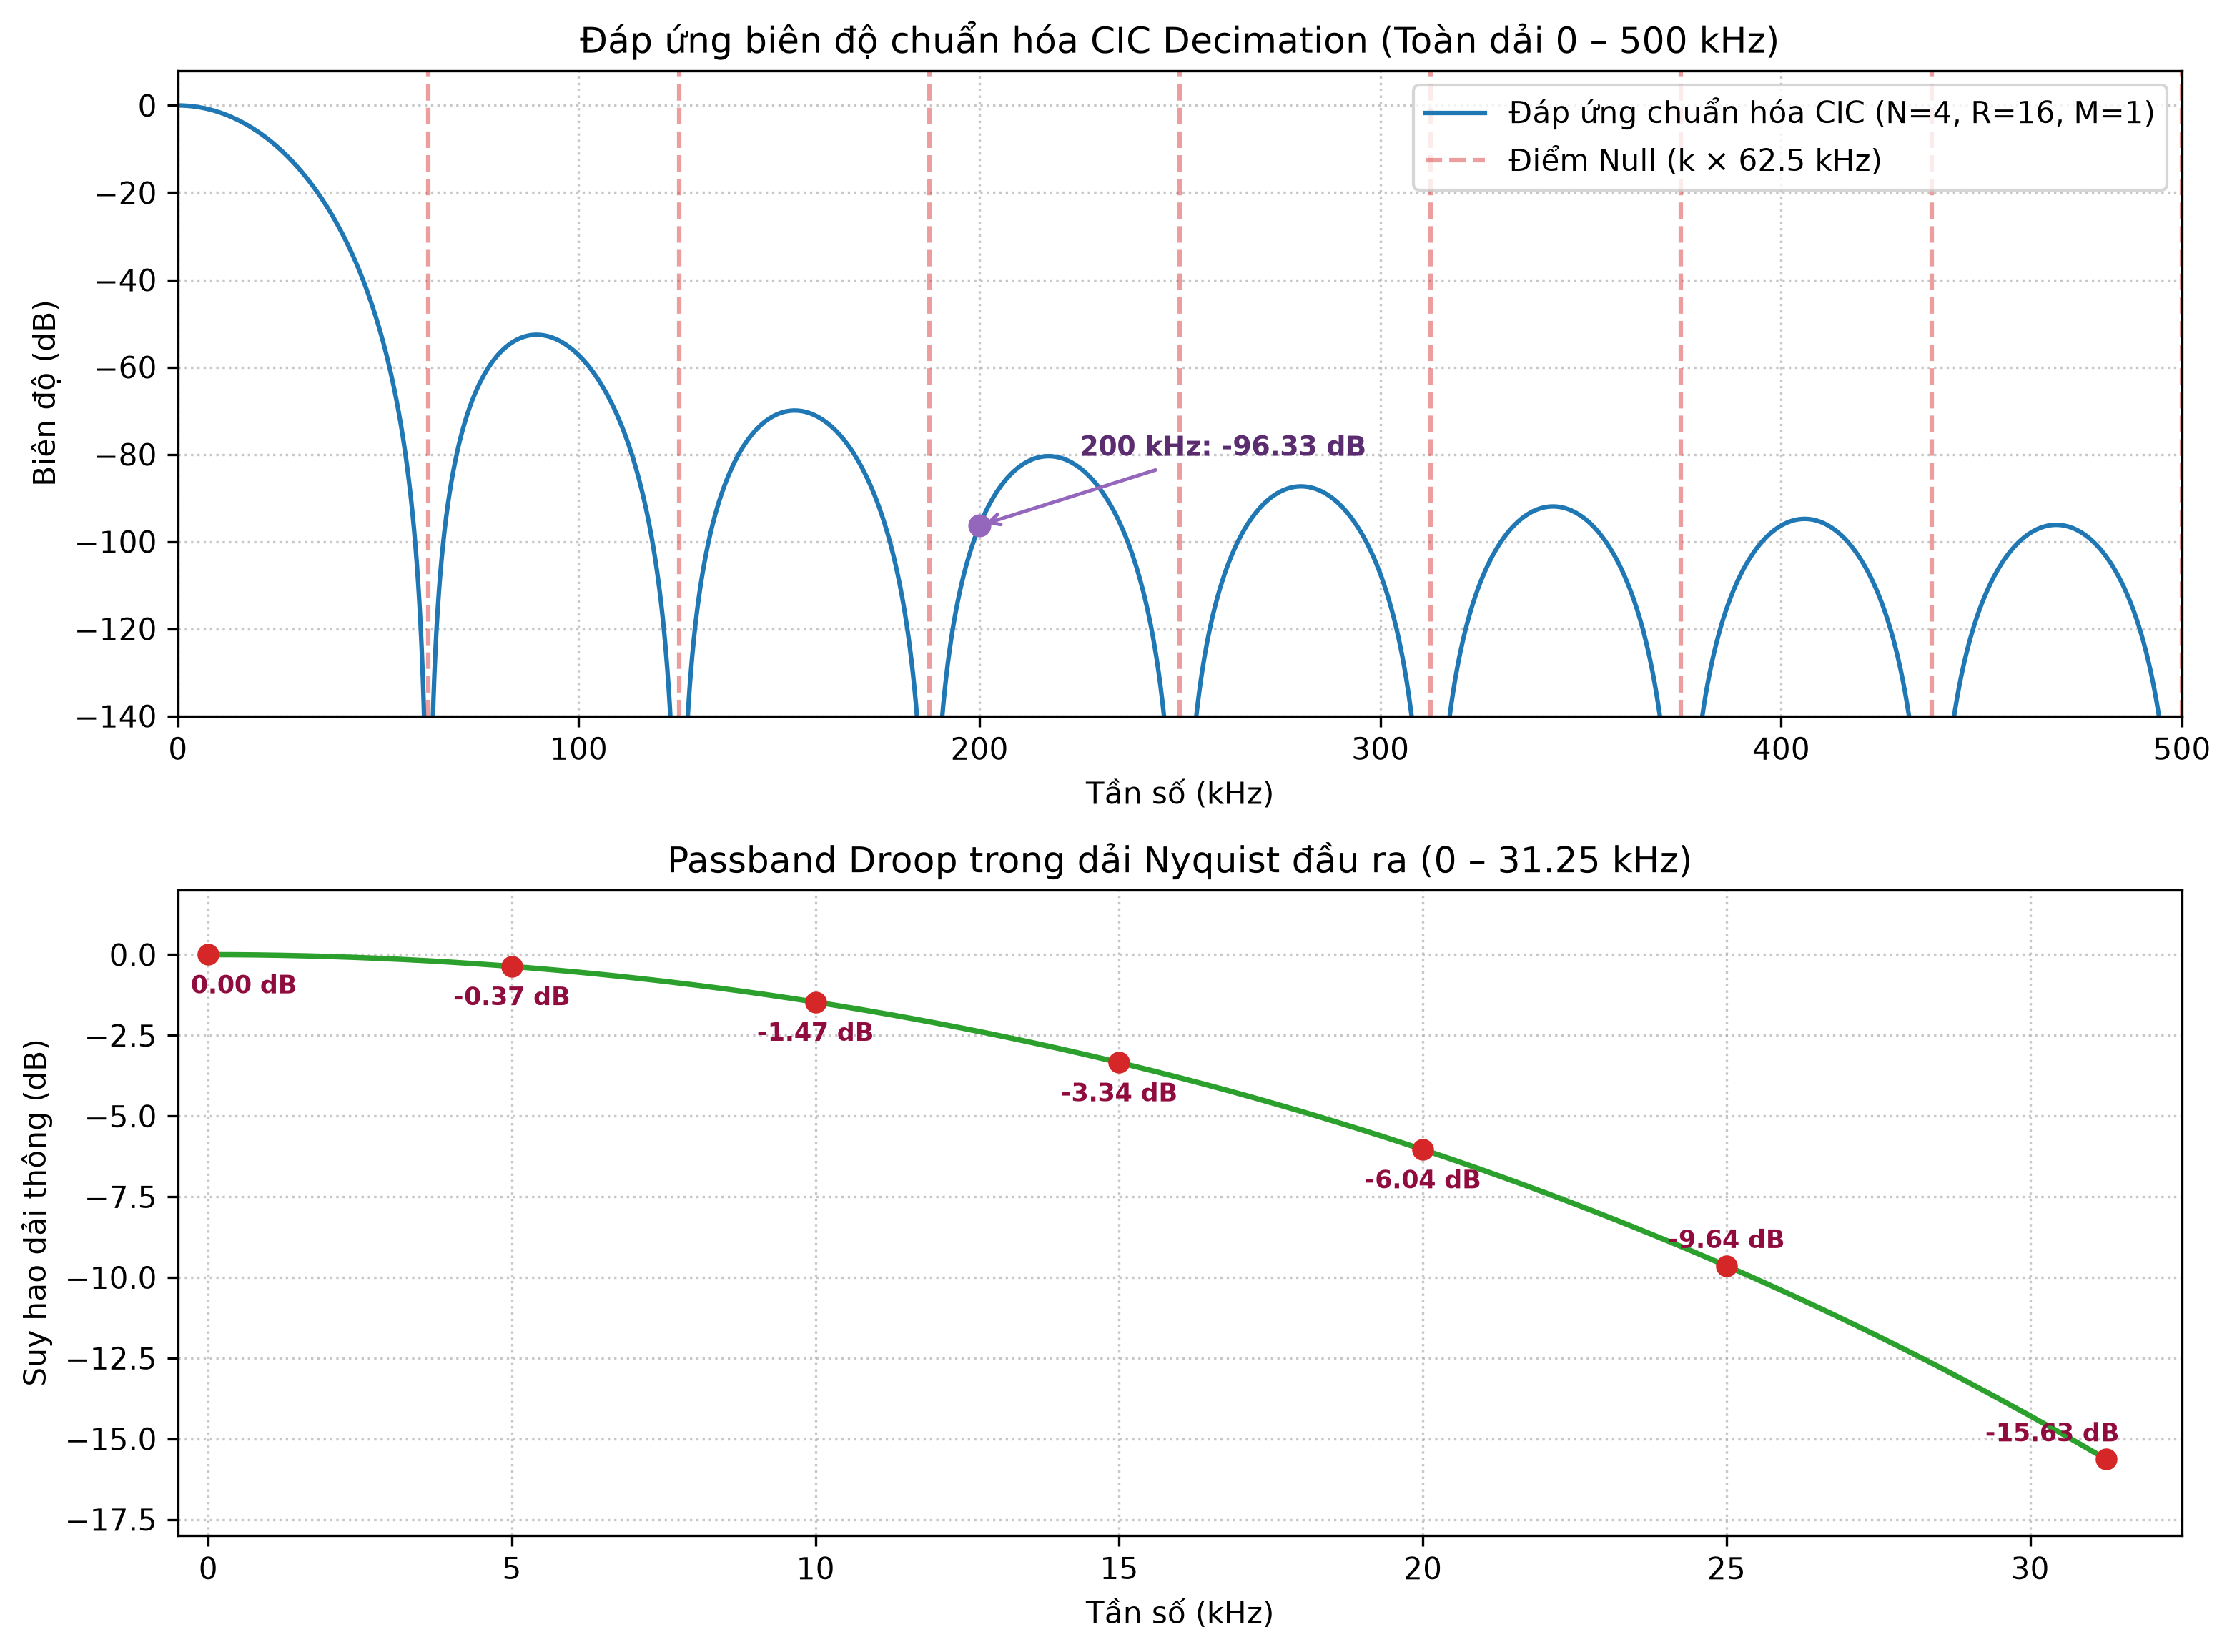 Đáp ứng biên độ chuẩn hóa CIC Decimation (Toàn dải 0 – 500 kHz)
Đáp ứng chuẩn hóa CIC (N=4, R=16, M=1)
Điểm Null (k × 62.5 kHz)
Biên độ (dB)
0
−20
−40
−60
−80
−100
−120
−140
200 kHz: -96.33 dB
0 100 200 300 400 500
Tần số (kHz)
Passband Droop trong dải Nyquist đầu ra (0 – 31.25 kHz)
Suy hao dải thông (dB)
0.0
−2.5
−5.0
−7.5
−10.0
−12.5
−15.0
−17.5
0.00 dB
-0.37 dB
-1.47 dB
-3.34 dB
-6.04 dB
-9.64 dB
-15.63 dB
0 5 10 15 20 25 30
Tần số (kHz)